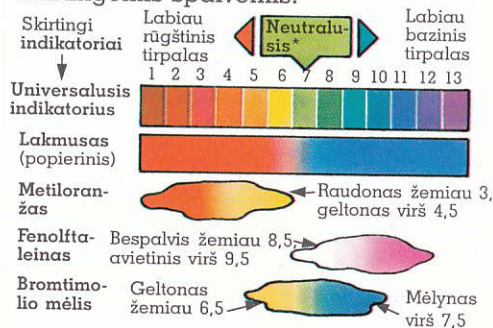 Skirtingi
indikatoriai
Labiau
rūgštinis
tirpalas
Neutralu-
sis*
Labiau
bazinis
tirpalas
1 2 3 4 5 6 7 8 9 10 11 12 13
Universalusis
indikatorius
Lakmusas
(popierinis)
Metiloran-
žas
Raudonas žemiau 3,
geltonas virš 4,5
Fenolfta-
leinas
Bespalvis žemiau 8,5,
avietinis virš 9,5
Bromtimo-
lio mėlis
Geltonas
žemiau 6,5
Mėlynas
virš 7,5